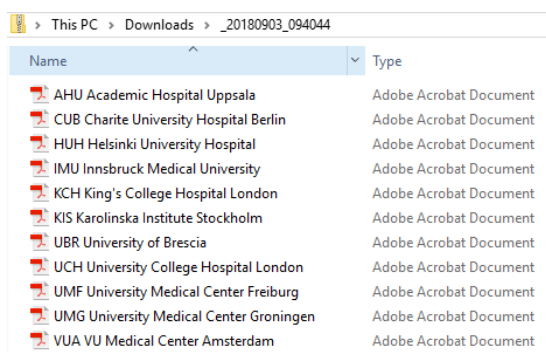 This PC > Downloads > _20180903_094044
Name Type
AHU Academic Hospital Uppsala Adobe Acrobat Document
CUB Charite University Hospital Berlin Adobe Acrobat Document
HUH Helsinki University Hospital Adobe Acrobat Document
IMU Innsbruck Medical University Adobe Acrobat Document
KCH King's College Hospital London Adobe Acrobat Document
KIS Karolinska Institute Stockholm Adobe Acrobat Document
UBR University of Brescia Adobe Acrobat Document
UCH University College Hospital London Adobe Acrobat Document
UMF University Medical Center Freiburg Adobe Acrobat Document
UMG University Medical Center Groningen Adobe Acrobat Document
VUA VU Medical Center Amsterdam Adobe Acrobat Document